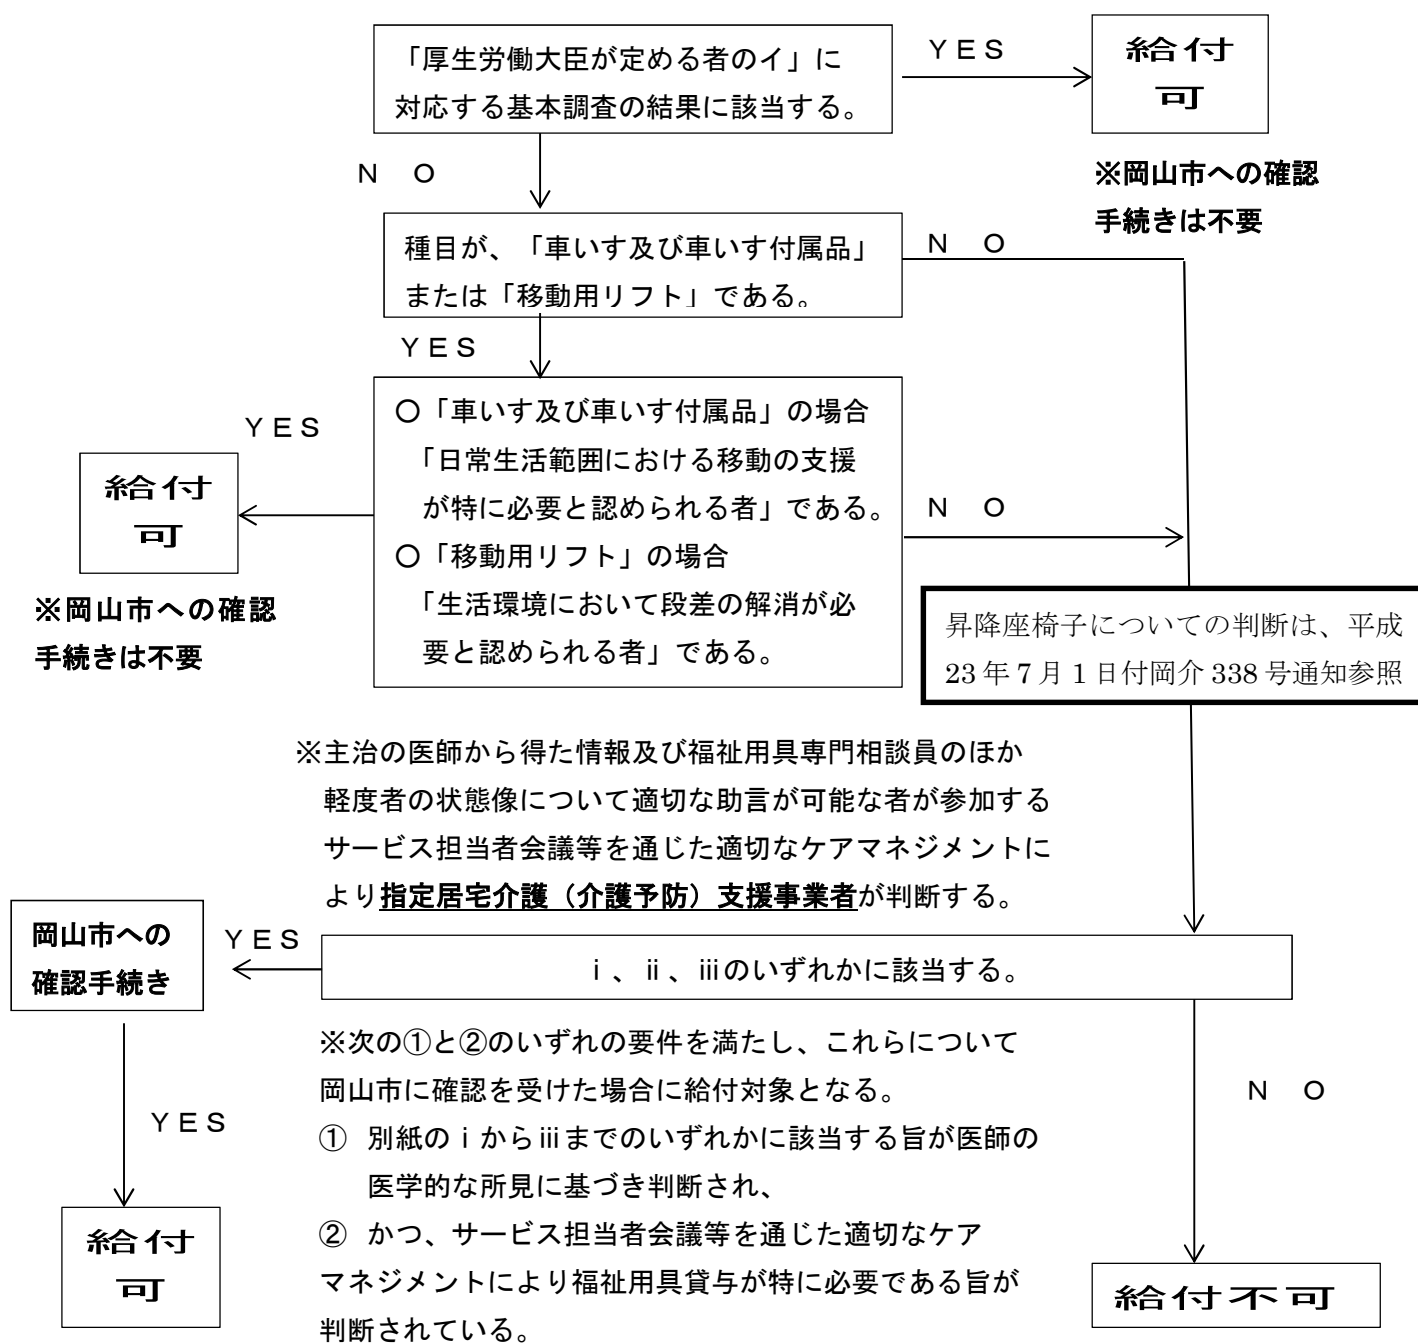 「厚生労働大臣が定める者のイ」に
対応する基本調査の結果に該当する。
ＹＥＳ
給付
可
※岡山市への確認
手続きは不要
Ｎ　Ｏ
種目が、「車いす及び車いす付属品」
または「移動用リフト」である。
Ｎ　Ｏ
ＹＥＳ
〇「車いす及び車いす付属品」の場合
「日常生活範囲における移動の支援
が特に必要と認められる者」である。
〇「移動用リフト」の場合
「生活環境において段差の解消が必
要と認められる者」である。
ＹＥＳ
給付
可
※岡山市への確認
手続きは不要
Ｎ　Ｏ
昇降座椅子についての判断は、平成
23年7月1日付岡介338号通知参照
※主治の医師から得た情報及び福祉用具専門相談員のほか
軽度者の状態像について適切な助言が可能な者が参加する
サービス担当者会議等を通じた適切なケアマネジメントに
より指定居宅介護（介護予防）支援事業者が判断する。
ⅰ、ⅱ、ⅲのいずれかに該当する。
ＹＥＳ
岡山市への
確認手続き
ＹＥＳ
給付
可
※次の①と②のいずれの要件を満たし、これらについて
岡山市に確認を受けた場合に給付対象となる。
①　別紙のⅰからⅲまでのいずれかに該当する旨が医師の
医学的な所見に基づき判断され、
②　かつ、サービス担当者会議等を通じた適切なケア
マネジメントにより福祉用具貸与が特に必要である旨が
判断されている。
Ｎ　Ｏ
給付不可